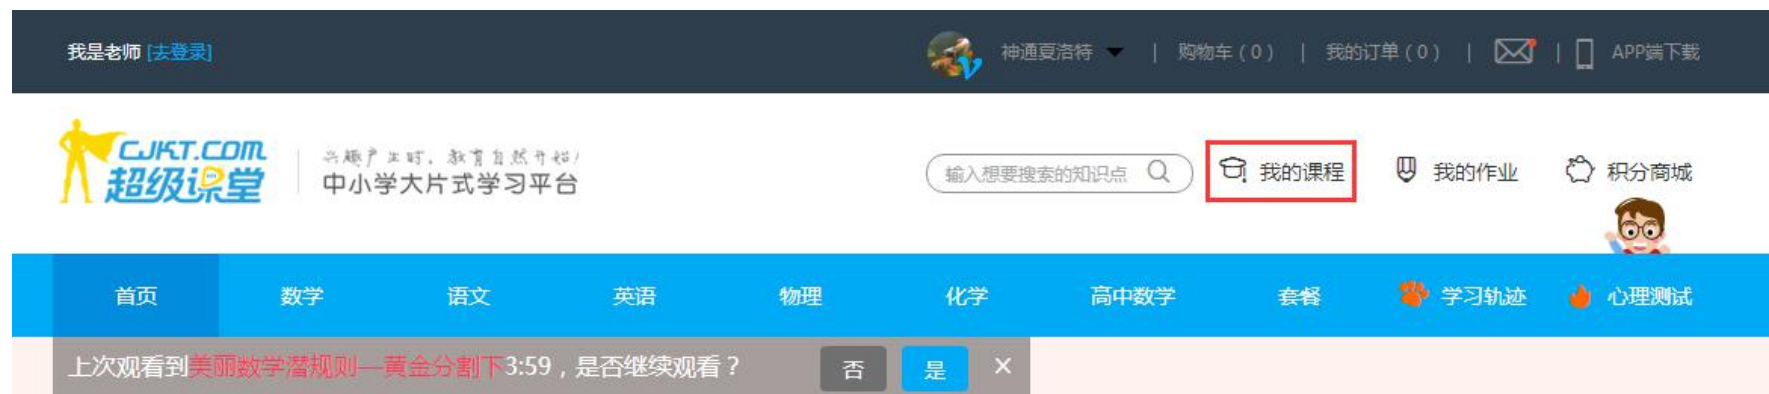 我是老师 [去登录] 神通夏洛特 | 购物车(0) | 我的订单(0) | | APP端下载
CJKT.COM
超级课堂
兴趣产生时，教育自然开始/
中小学大片式学习平台
输入想要搜索的知识点 我的课程 我的作业 积分商城
首页 数学 语文 英语 物理 化学 高中数学 套餐 学习轨迹 心理测试
上次观看到美丽数学潜规则—黄金分割下3:59，是否继续观看？ 否 是 ×